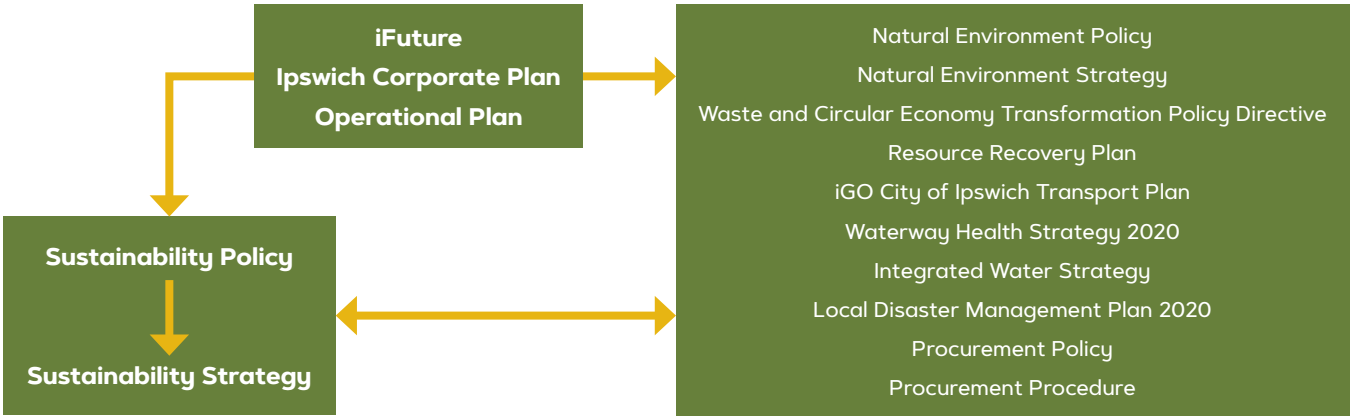 iFuture
Ipswich Corporate Plan
Operational Plan
Natural Environment Policy
Natural Environment Strategy
Waste and Circular Economy Transformation Policy Directive
Resource Recovery Plan
iGO City of Ipswich Transport Plan
Waterway Health Strategy 2020
Integrated Water Strategy
Local Disaster Management Plan 2020
Procurement Policy
Procurement Procedure
Sustainability Policy
Sustainability Strategy